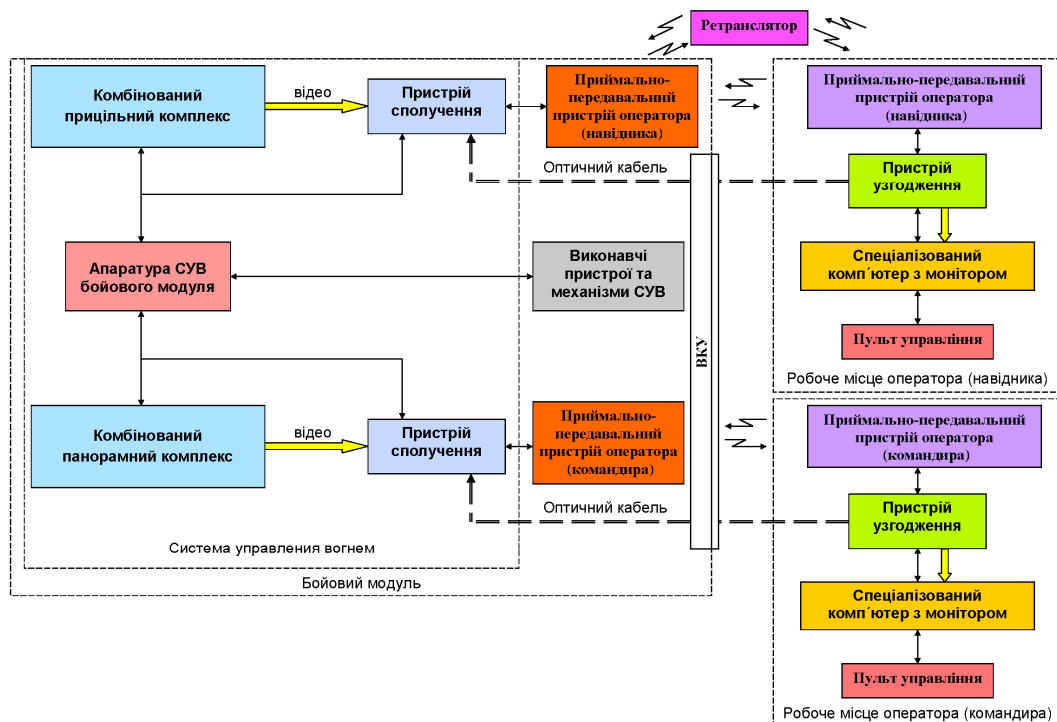 Ретранслятор
Комбінований
прицільний комплекс
відео
Пристрій
сполучення
Приймально-
передавальний
пристрій оператора
(навідника)
Приймально-передавальний
пристрій оператора
(навідника)
Оптичний кабель
Пристрій
узгодження
Апаратура СУВ
бойового модуля
Виконавчі
пристрої та
механізми СУВ
Спеціалізований
комп´ютер з монітором
Пульт управління
ВКУ
Робоче місце оператора (навідника)
Комбінований
панорамний комплекс
відео
Пристрій
сполучення
Приймально-
передавальний
пристрій оператора
(командира)
Приймально-передавальний
пристрій оператора
(командира)
Оптичний кабель
Пристрій
узгодження
Система управления вогнем
Бойовий модуль
Спеціалізований
комп´ютер з монітором
Пульт управління
Робоче місце оператора (командира)